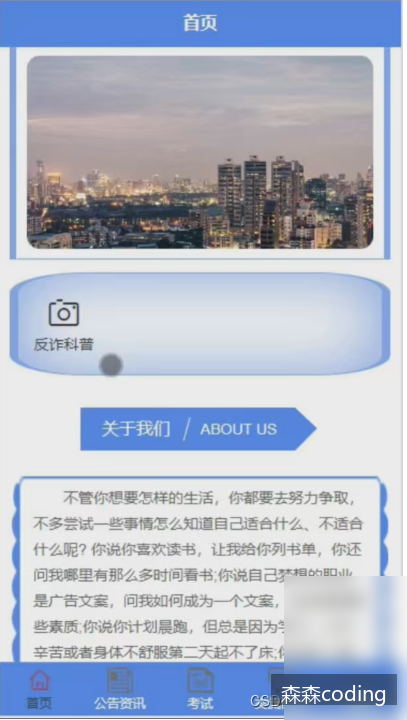 首页
反诈科普
关于我们 / ABOUT US
不管你想要怎样的生活，你都要去努力争取，
不多尝试一些事情怎么知道自己适合什么、不适合
什么呢? 你说你喜欢读书，让我给你列书单，你还
问我哪里有那么多时间看书;你说自己梦想的职业
是广告文案，问我如何成为一个文案，
些素质;你说你计划晨跑，但总是因为学
辛苦或者身体不舒服第二天起不了床;你
首页 公告资讯 考试
CSD
森森coding